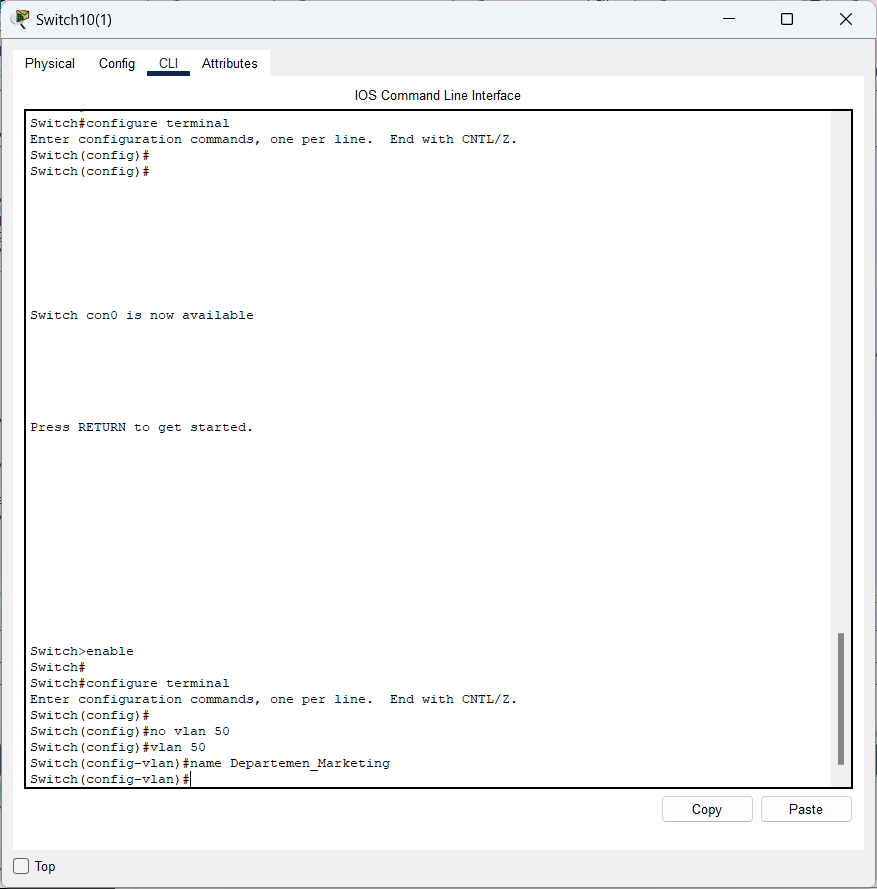 Switch10(1)
Physical Config CLI Attributes
IOS Command Line Interface
Switch#configure terminal
Enter configuration commands, one per line.  End with CNTL/Z.
Switch(config)#
Switch(config)#
Switch con0 is now available
Press RETURN to get started.
Switch>enable
Switch#
Switch#configure terminal
Enter configuration commands, one per line.  End with CNTL/Z.
Switch(config)#
Switch(config)#no vlan 50
Switch(config)#vlan 50
Switch(config-vlan)#name Departemen_Marketing
Switch(config-vlan)#
Copy Paste
Top